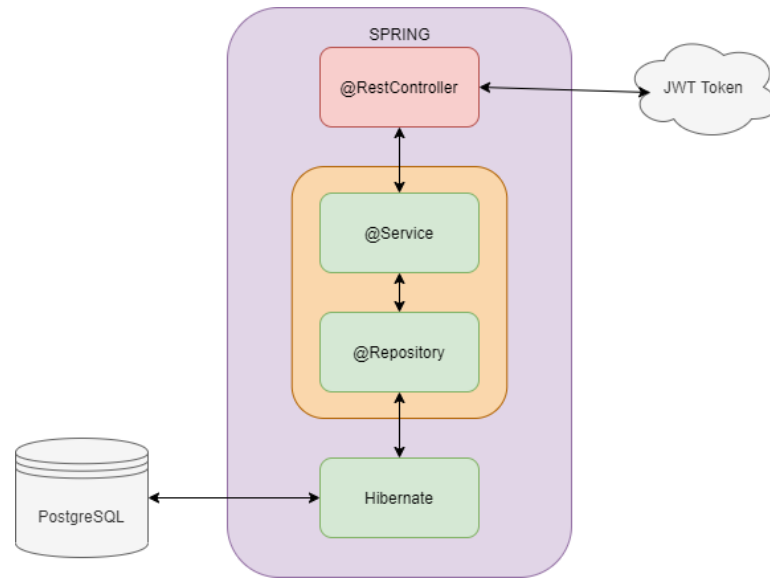 SPRING
@RestController
JWT Token
@Service
@Repository
Hibernate
PostgreSQL